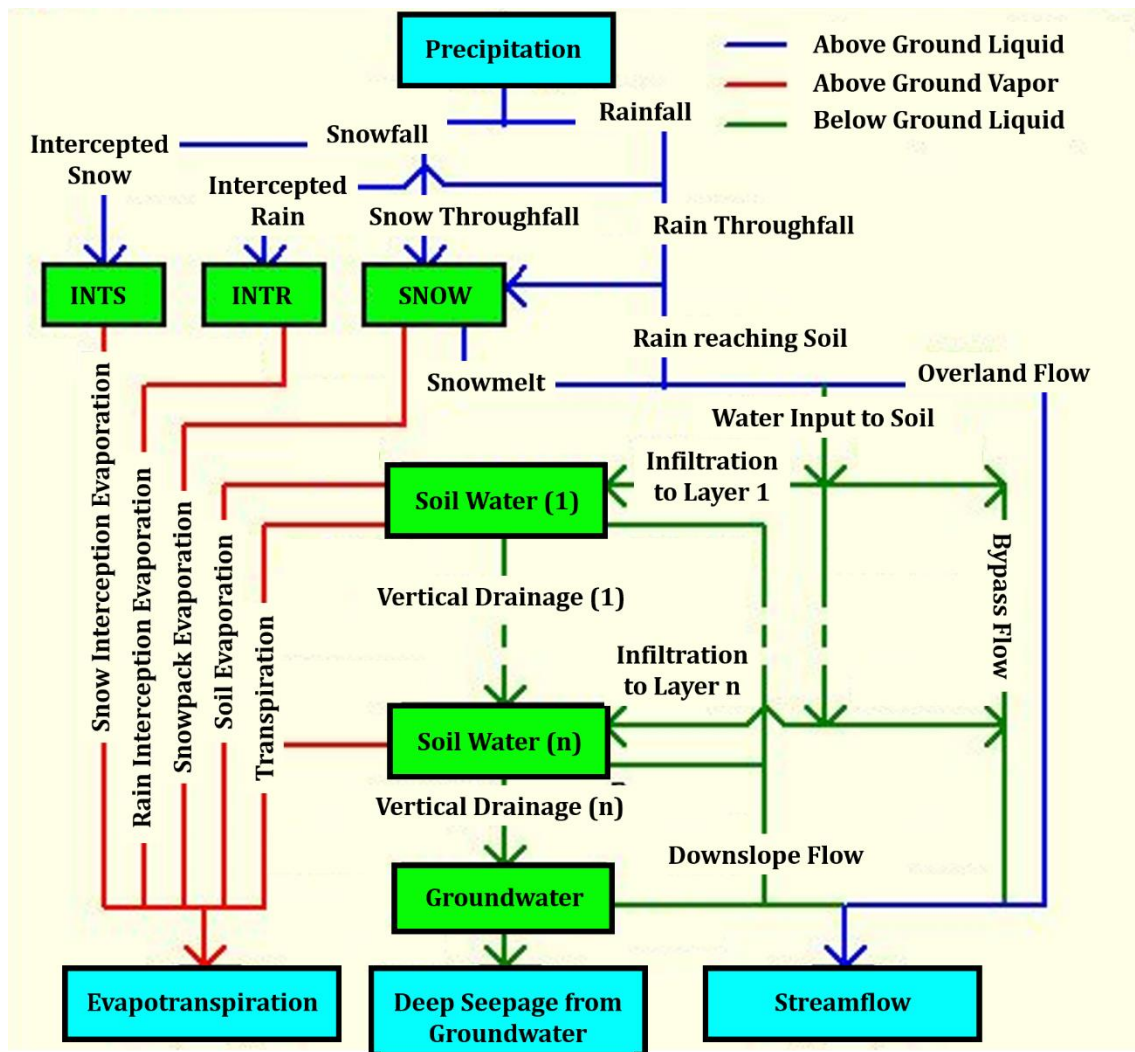 Precipitation
Above Ground Liquid
Above Ground Vapor
Below Ground Liquid
Rainfall
Snowfall
Intercepted
Snow
Intercepted
Rain
Snow Throughfall
Rain Throughfall
INTS
INTR
SNOW
Rain reaching Soil
Snowmelt
Overland Flow
Water Input to Soil
Infiltration
to Layer 1
Soil Water (1)
Snow Interception Evaporation
Rain Interception Evaporation
Snowpack Evaporation
Soil Evaporation
Transpiration
Bypass Flow
Vertical Drainage (1)
Infiltration
to Layer n
Soil Water (n)
Vertical Drainage (n)
Downslope Flow
Groundwater
Evapotranspiration
Deep Seepage from
Groundwater
Streamflow